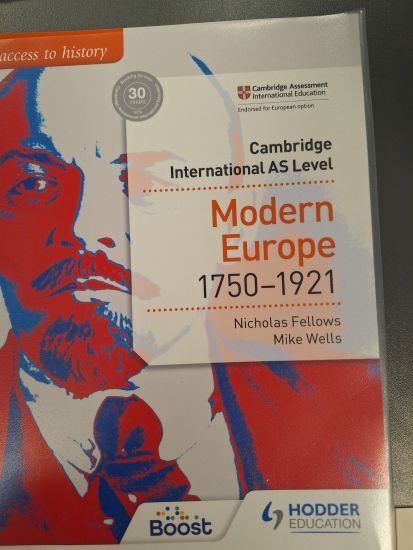 access to history
30
YEARS
Cambridge Assessment
International Education
Endorsed for European option
Cambridge
International AS Level
Modern
Europe
1750–1921
Nicholas Fellows
Mike Wells
Boost
HODDER
EDUCATION